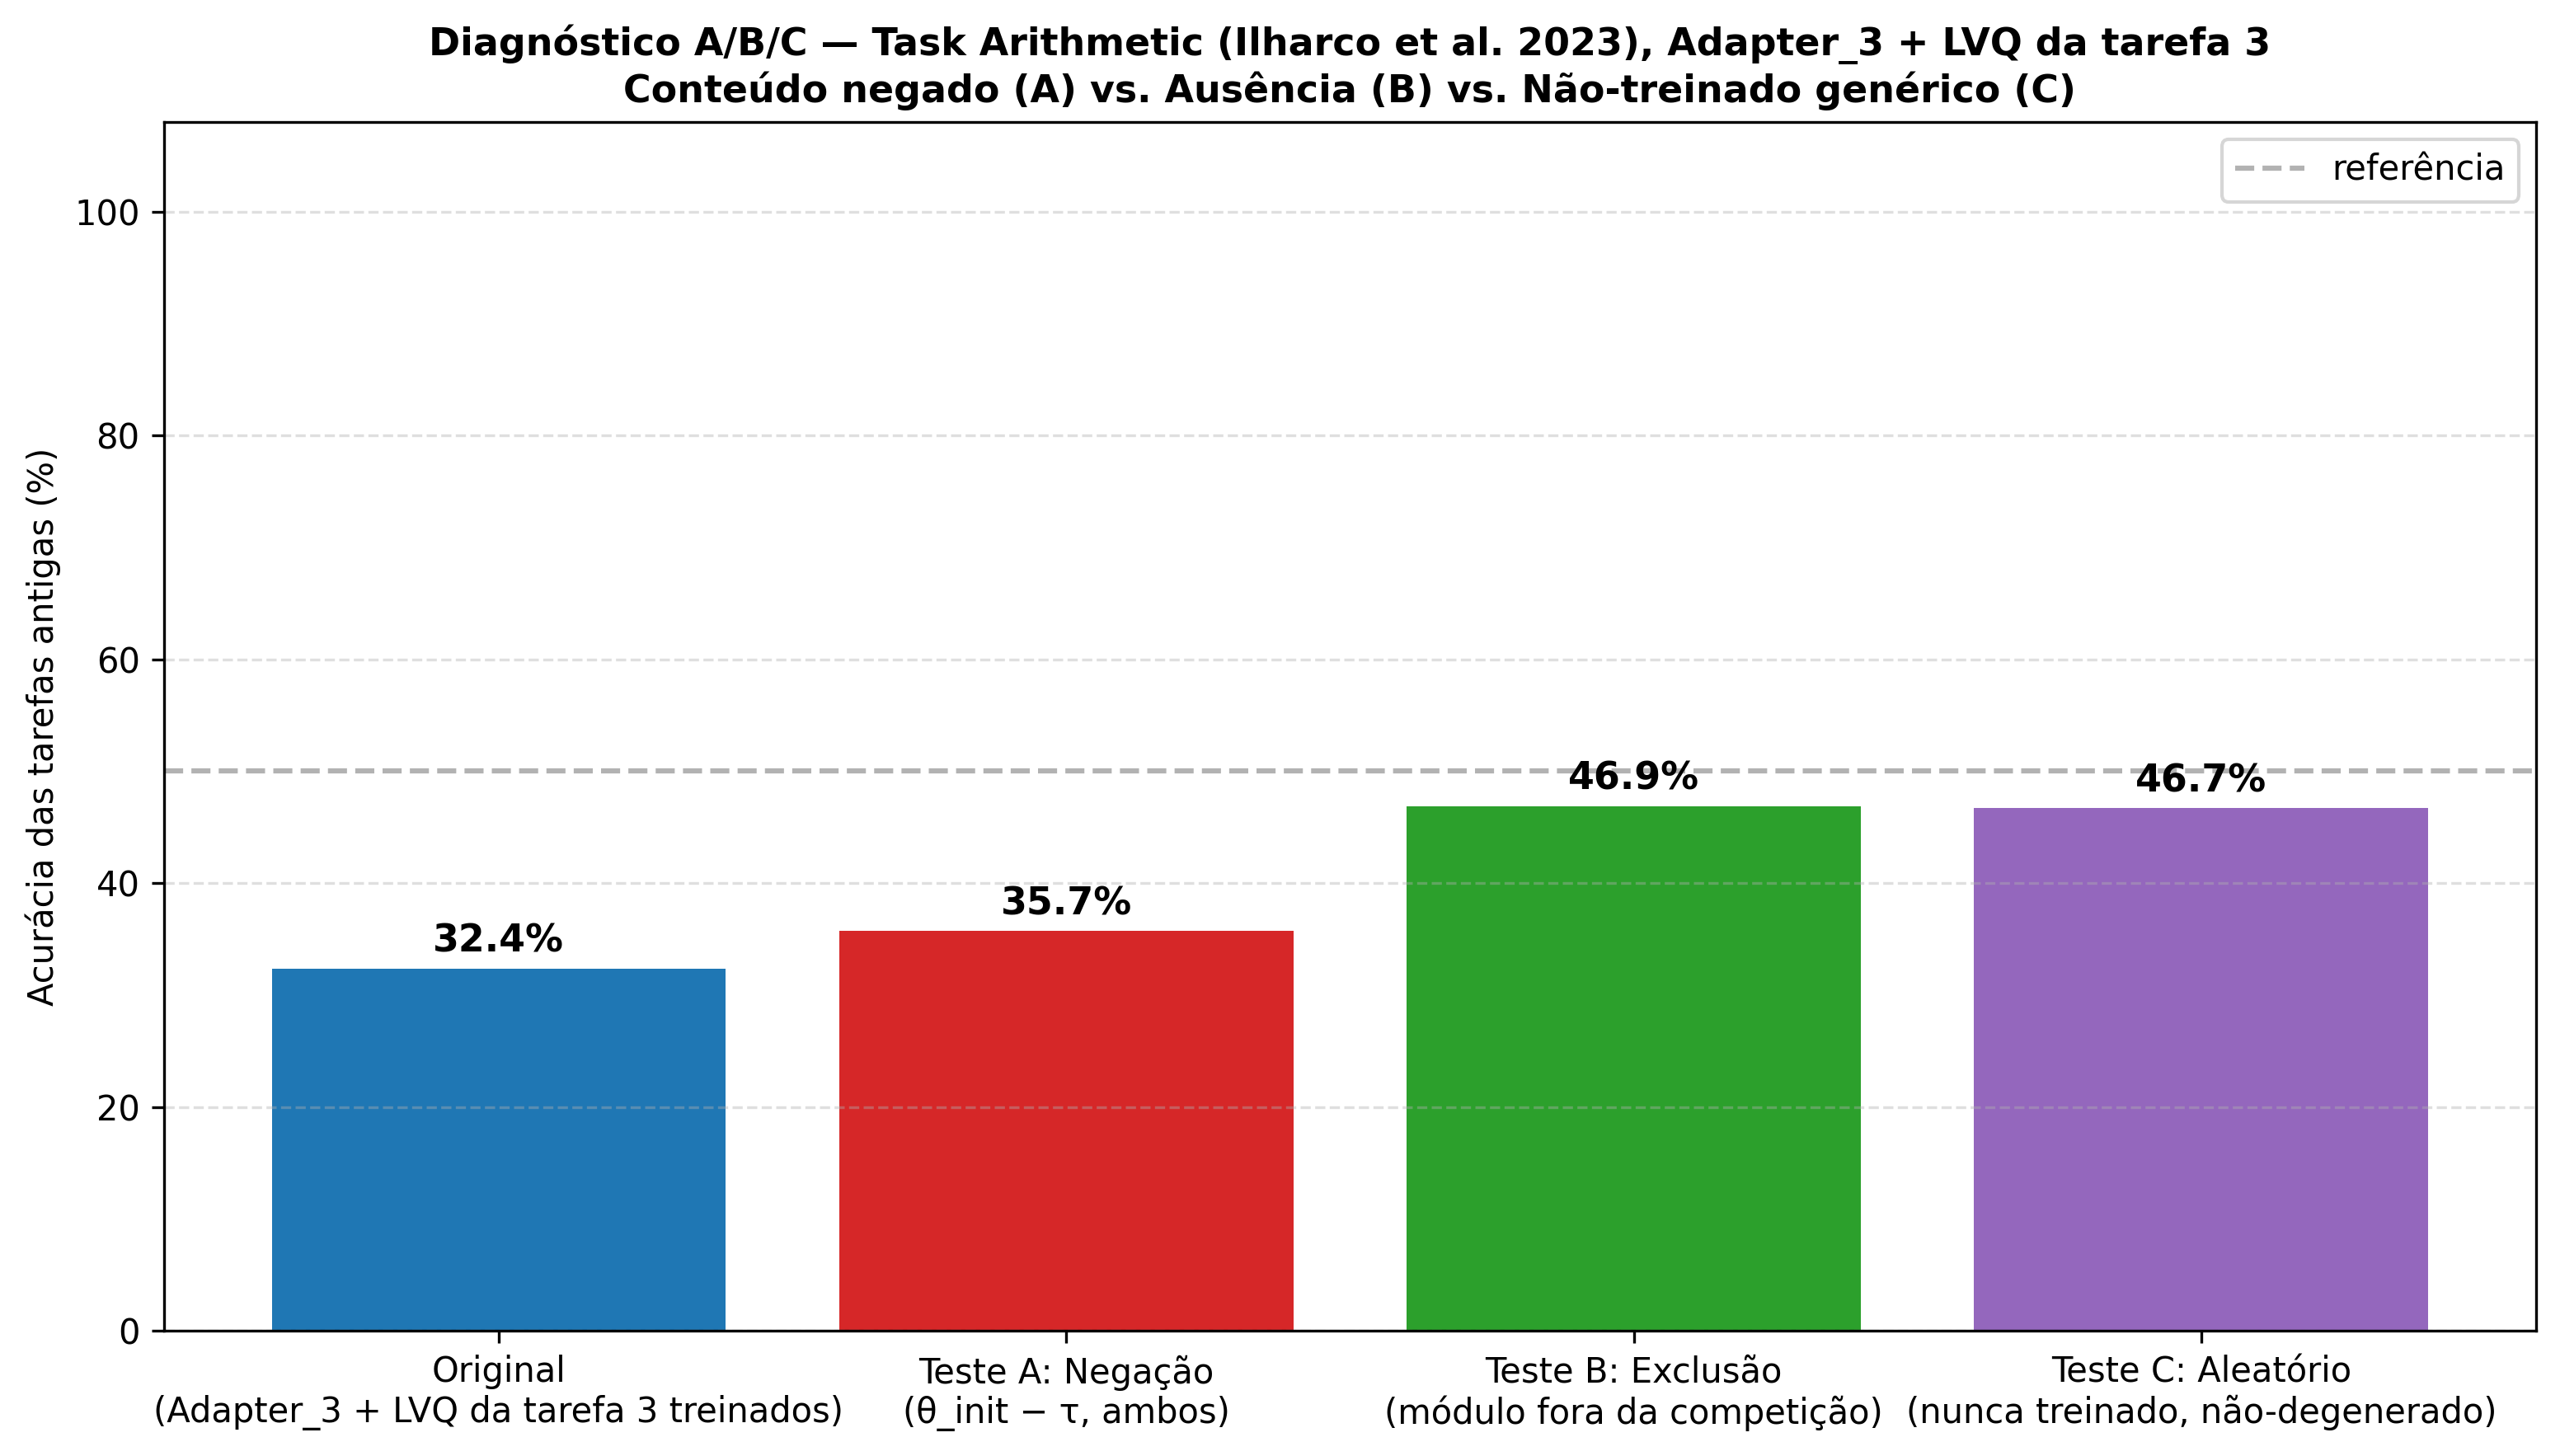 Diagnóstico A/B/C — Task Arithmetic (Ilharco et al. 2023), Adapter_3 + LVQ da tarefa 3
Conteúdo negado (A) vs. Ausência (B) vs. Não-treinado genérico (C)
referência
Acurácia das tarefas antigas (%)
100
80
60
40
20
0
32.4%
35.7%
46.9%
46.7%
Original
(Adapter_3 + LVQ da tarefa 3 treinados)
Teste A: Negação
(θ_init − τ, ambos)
Teste B: Exclusão
(módulo fora da competição)
Teste C: Aleatório
(nunca treinado, não-degenerado)